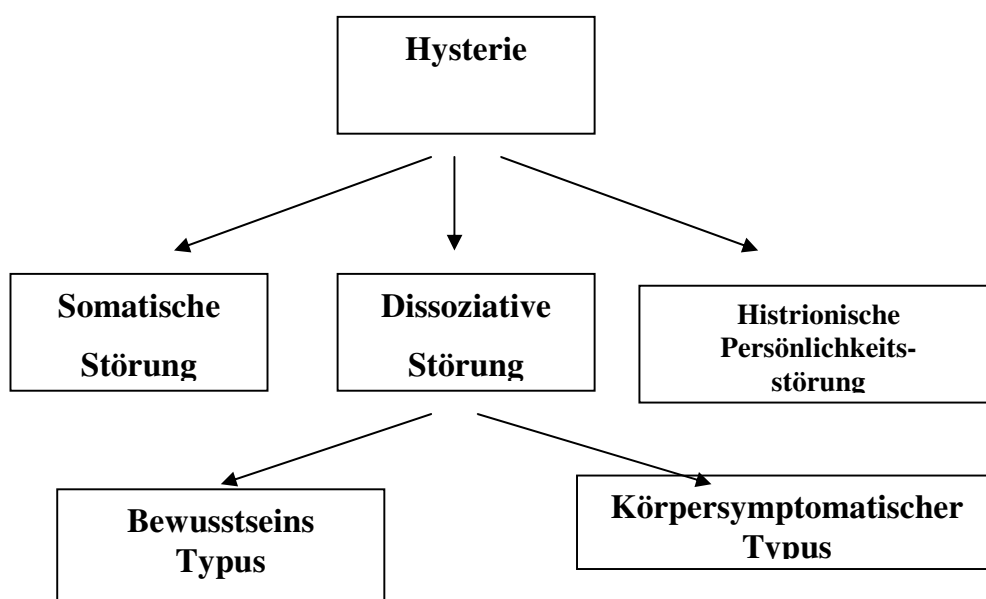 Hysterie
Somatische
Störung
Dissoziative
Störung
Histrionische
Persönlichkeits-
störung
Bewusstseins
Typus
Körpersymptomatischer
Typus